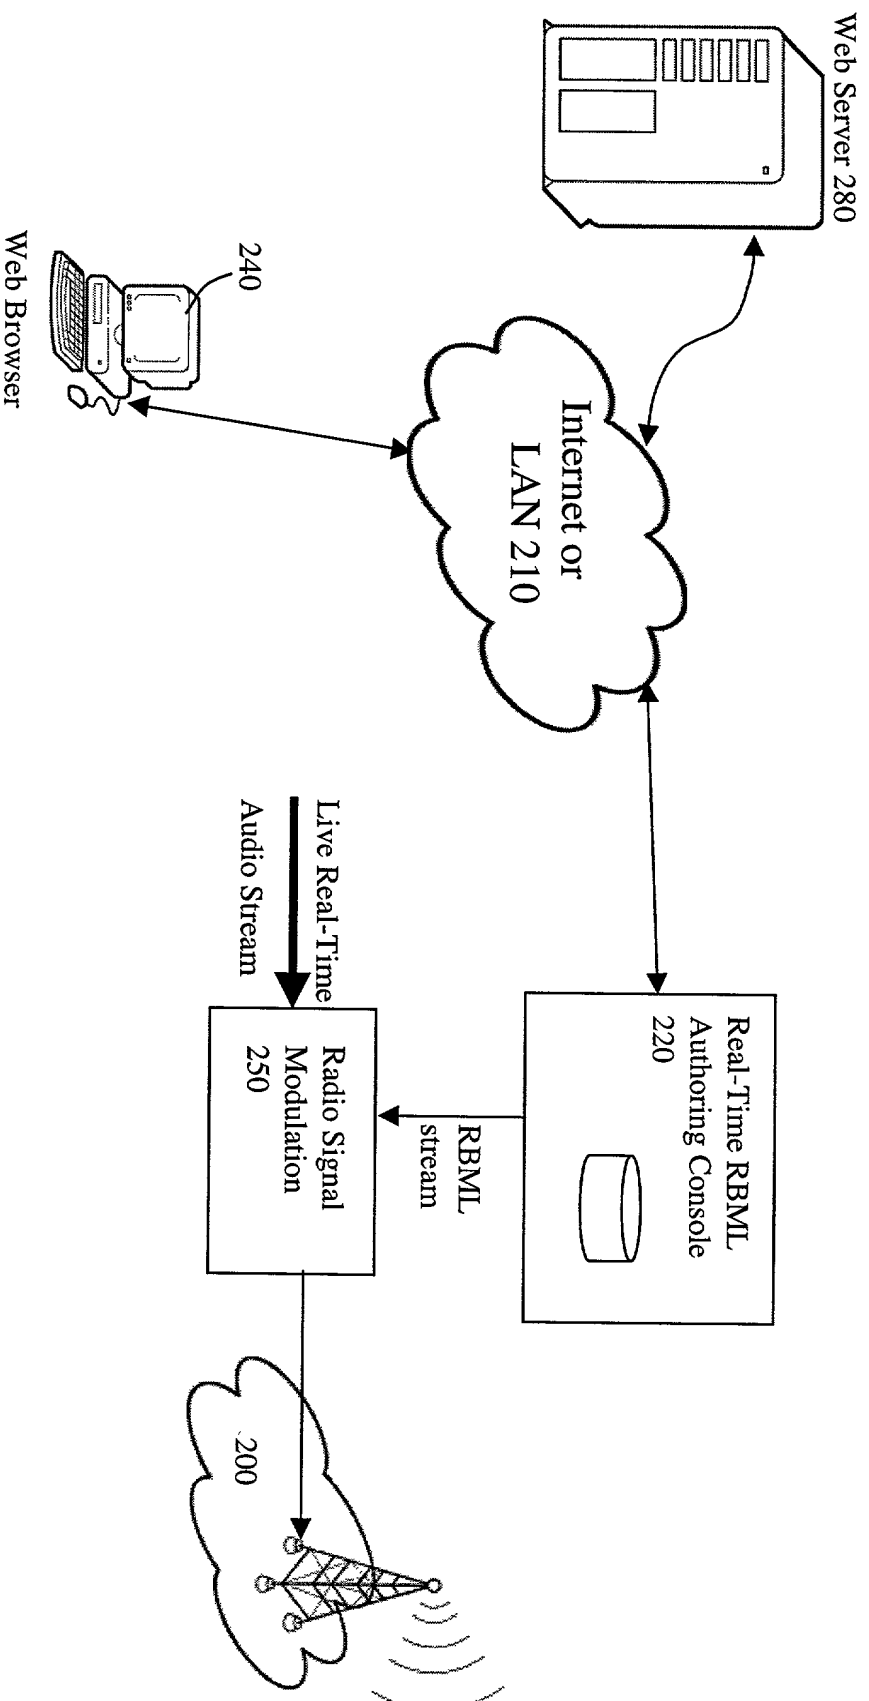 Web Server 280
Internet or
LAN 210
240
Web Browser
Real-Time RBML
Authoring Console
220
RBML
stream
Live Real-Time
Audio Stream
Radio Signal
Modulation
250
200